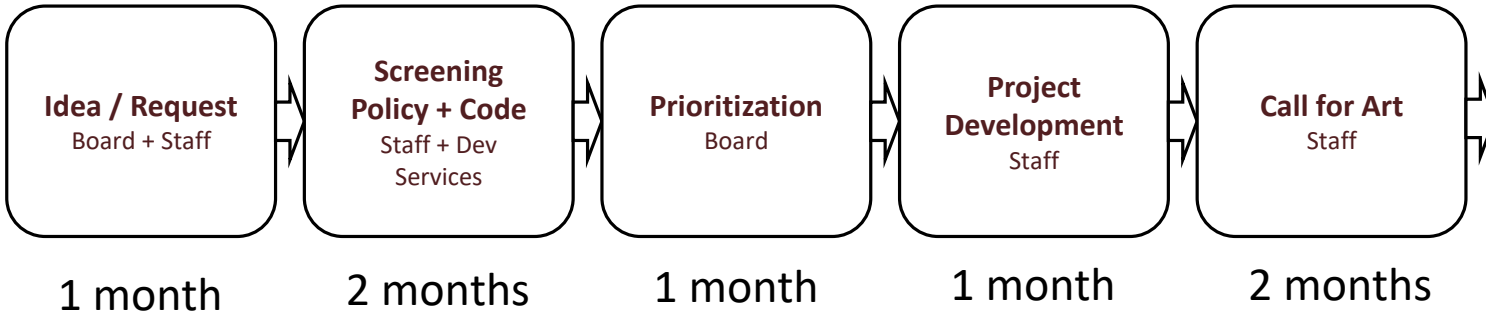 Idea / Request
Board + Staff
Screening
Policy + Code
Staff + Dev
Services
Prioritization
Board
Project
Development
Staff
Call for Art
Staff
1 month
2 months
1 month
1 month
2 months